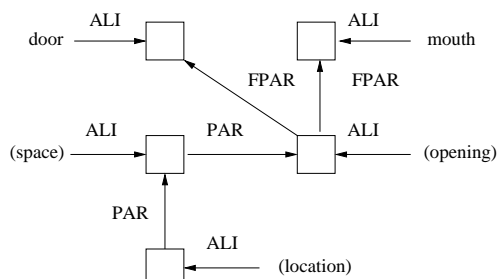 ALI ALI
door mouth
FPAR FPAR
ALI PAR ALI
(space) (opening)
PAR ALI
(location)